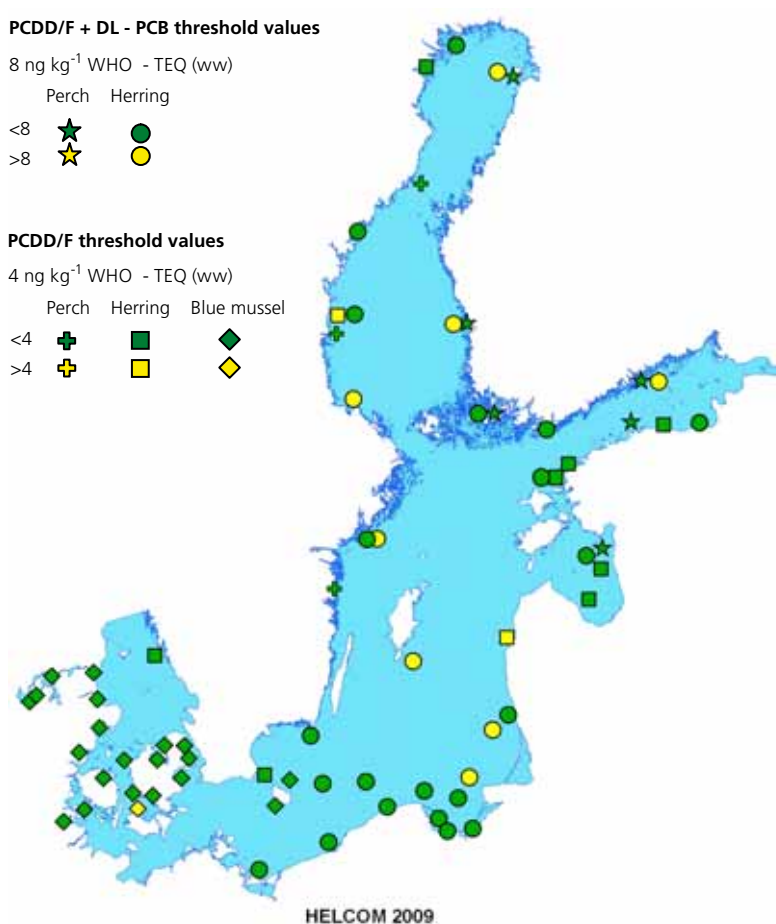 PCDD/F + DL - PCB threshold values
8 ng kg-1 WHO - TEQ (ww)
Perch Herring
<8
>8
PCDD/F threshold values
4 ng kg-1 WHO - TEQ (ww)
Perch Herring Blue mussel
<4
>4
HELCOM 2009